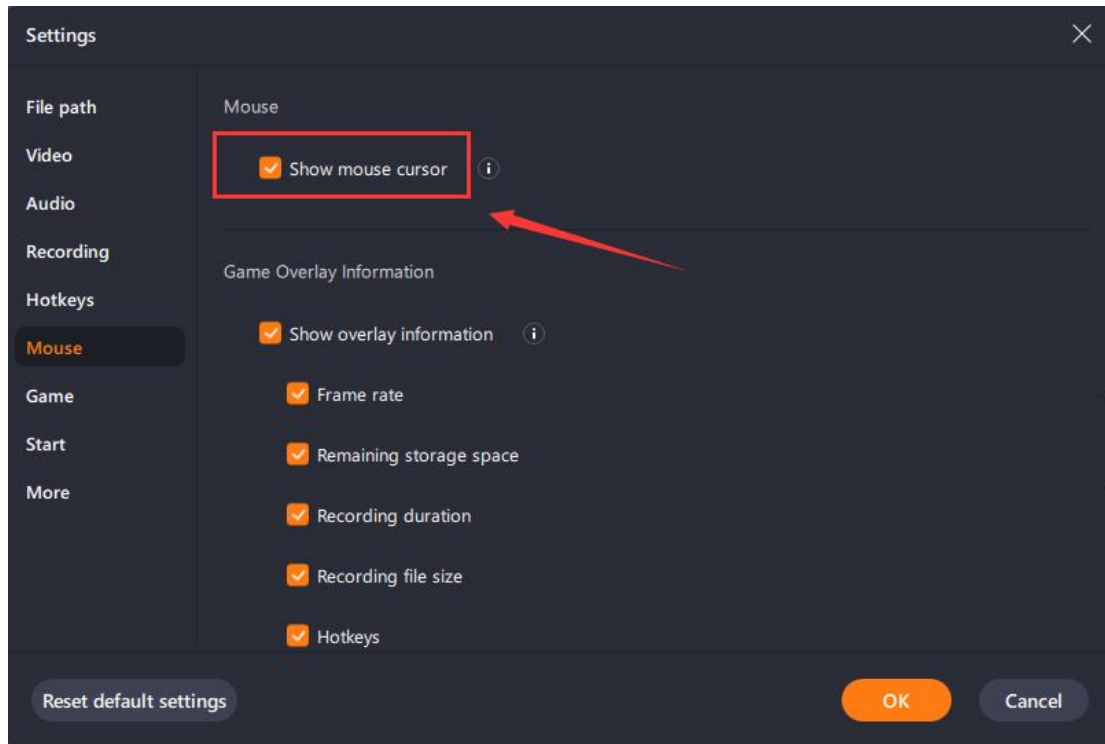 Settings
File path
Video
Audio
Recording
Hotkeys
Mouse
Game
Start
More
Mouse
Show mouse cursor
Game Overlay Information
Show overlay information
Frame rate
Remaining storage space
Recording duration
Recording file size
Hotkeys
Reset default settings
OK
Cancel